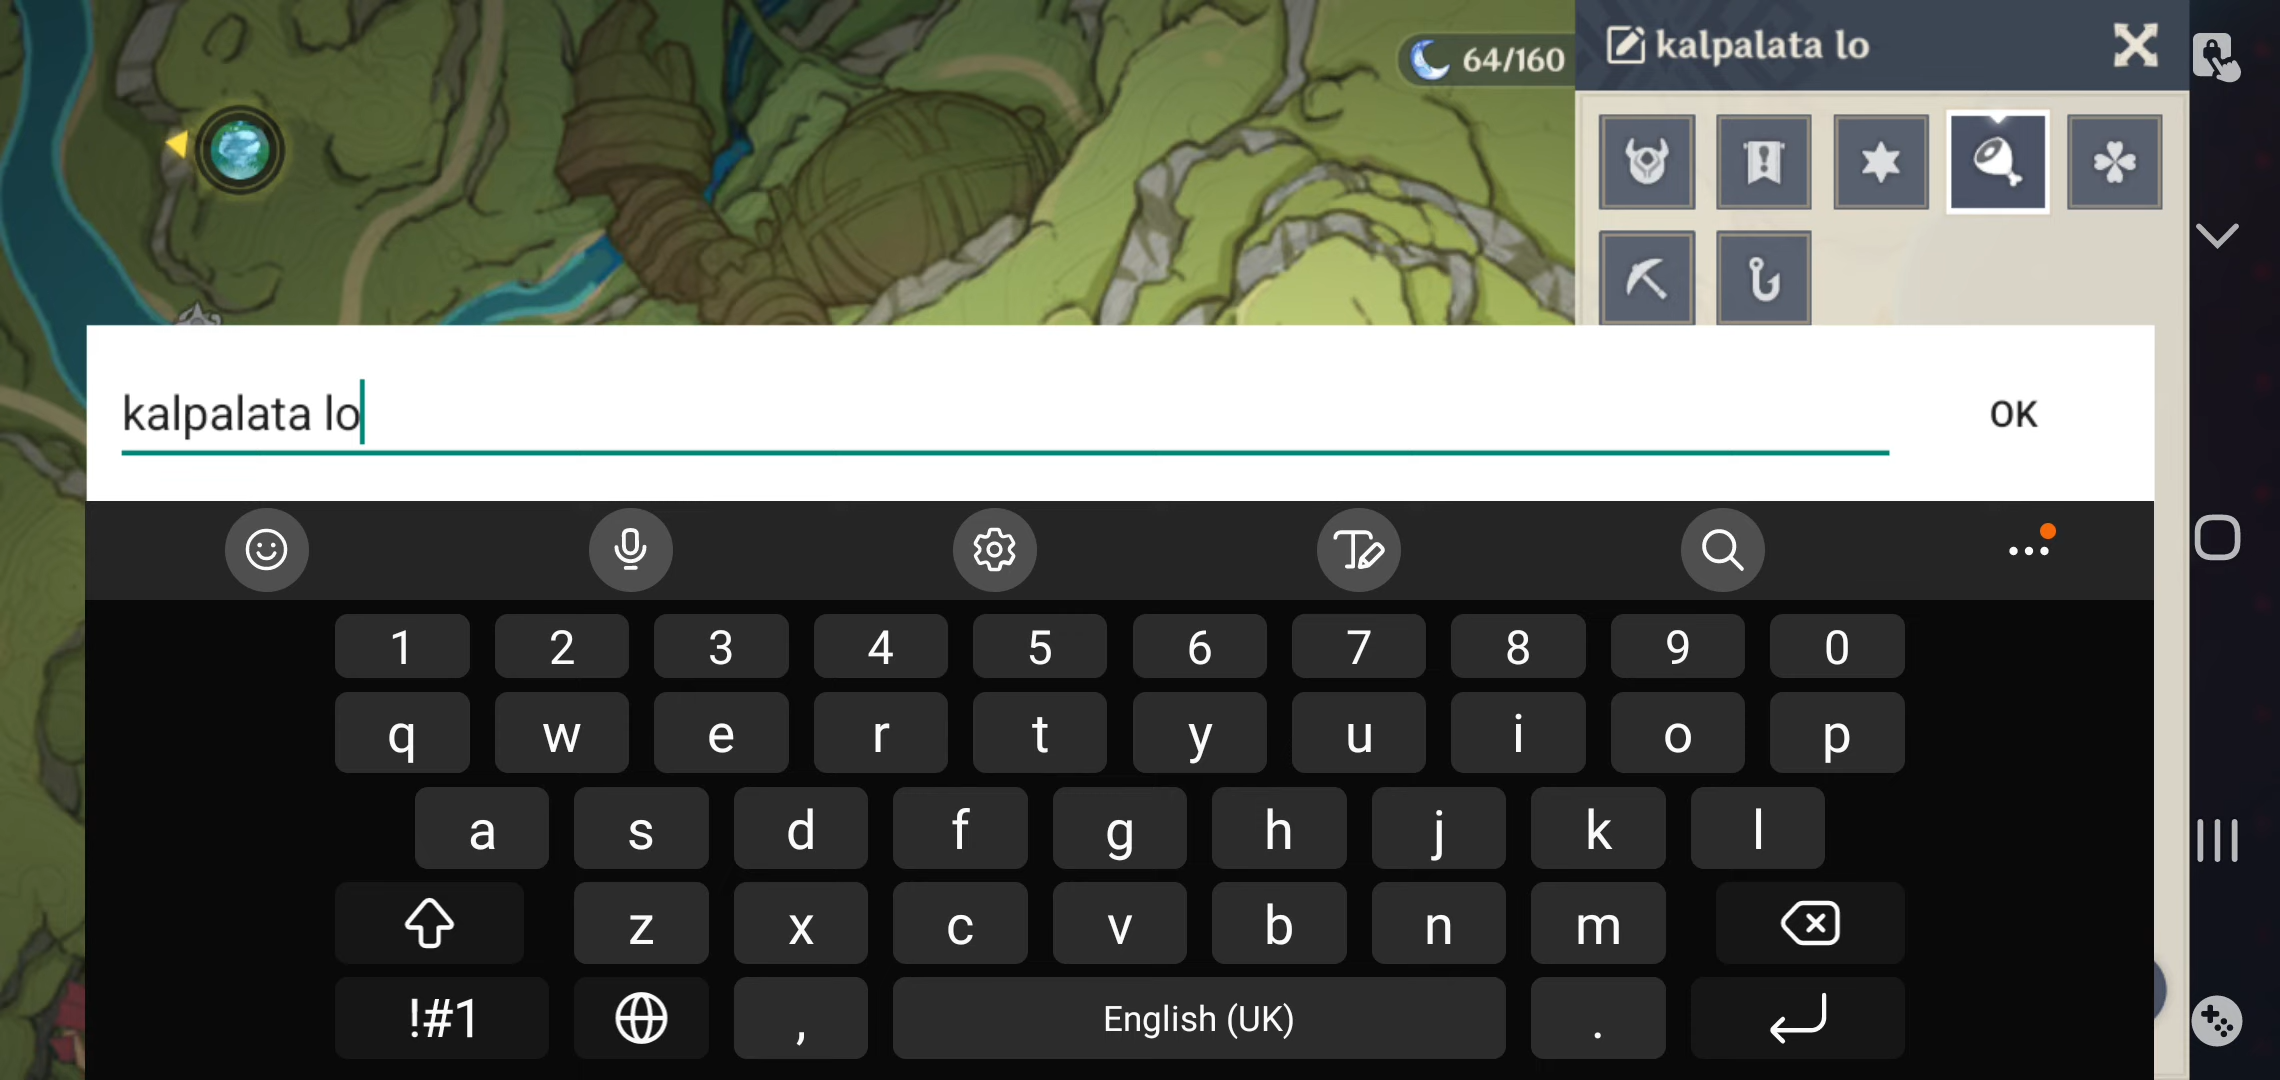 64/160
kalpalata lo
kalpalata lo
OK
1 2 3 4 5 6 7 8 9 0
q w e r t y u i o p
a s d f g h j k l
z x c v b n m
!#1 , English (UK) .